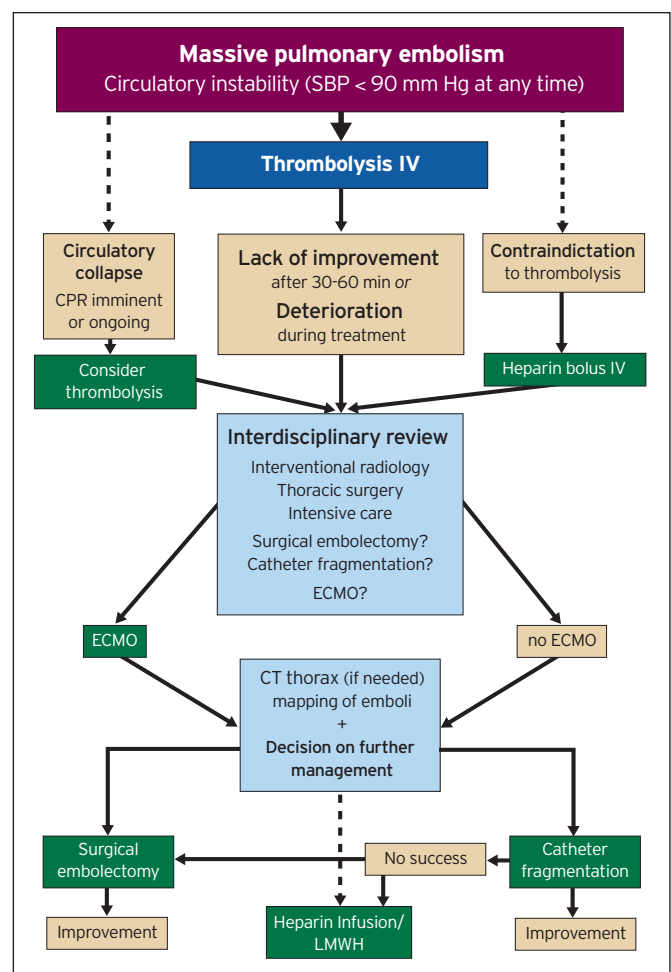 Massive pulmonary embolism
Circulatory instability (SBP < 90 mm Hg at any time)
Thrombolysis IV
Circulatory
collapse
CPR imminent
or ongoing
Lack of improvement
after 30-60 min or
Deterioration
during treatment
Contraindictation
to thrombolysis
Consider
thrombolysis
Heparin bolus IV
Interdisciplinary review
Interventional radiology
Thoracic surgery
Intensive care
Surgical embolectomy?
Catheter fragmentation?
ECMO?
ECMO
no ECMO
CT thorax (if needed)
mapping of emboli
+
Decision on further
management
Surgical
embolectomy
No success
Catheter
fragmentation
Improvement
Heparin Infusion/
LMWH
Improvement